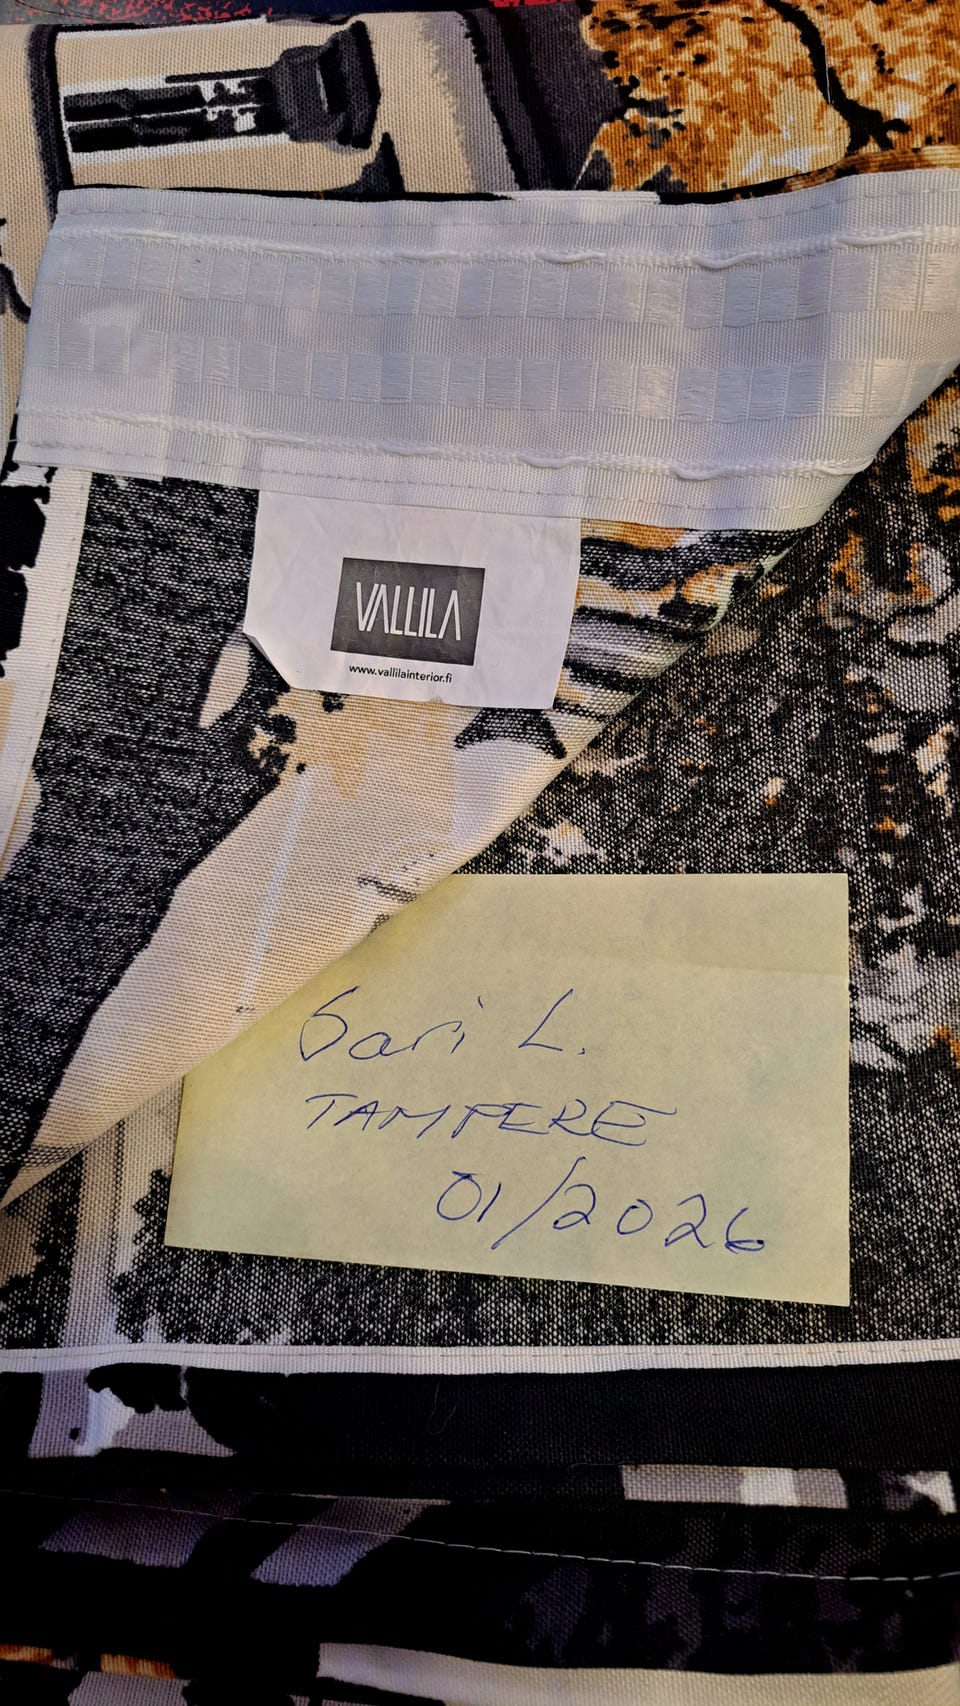 VALLILA
www.vallilainterior.fi
Sari L.
TAMPERE
01/2026